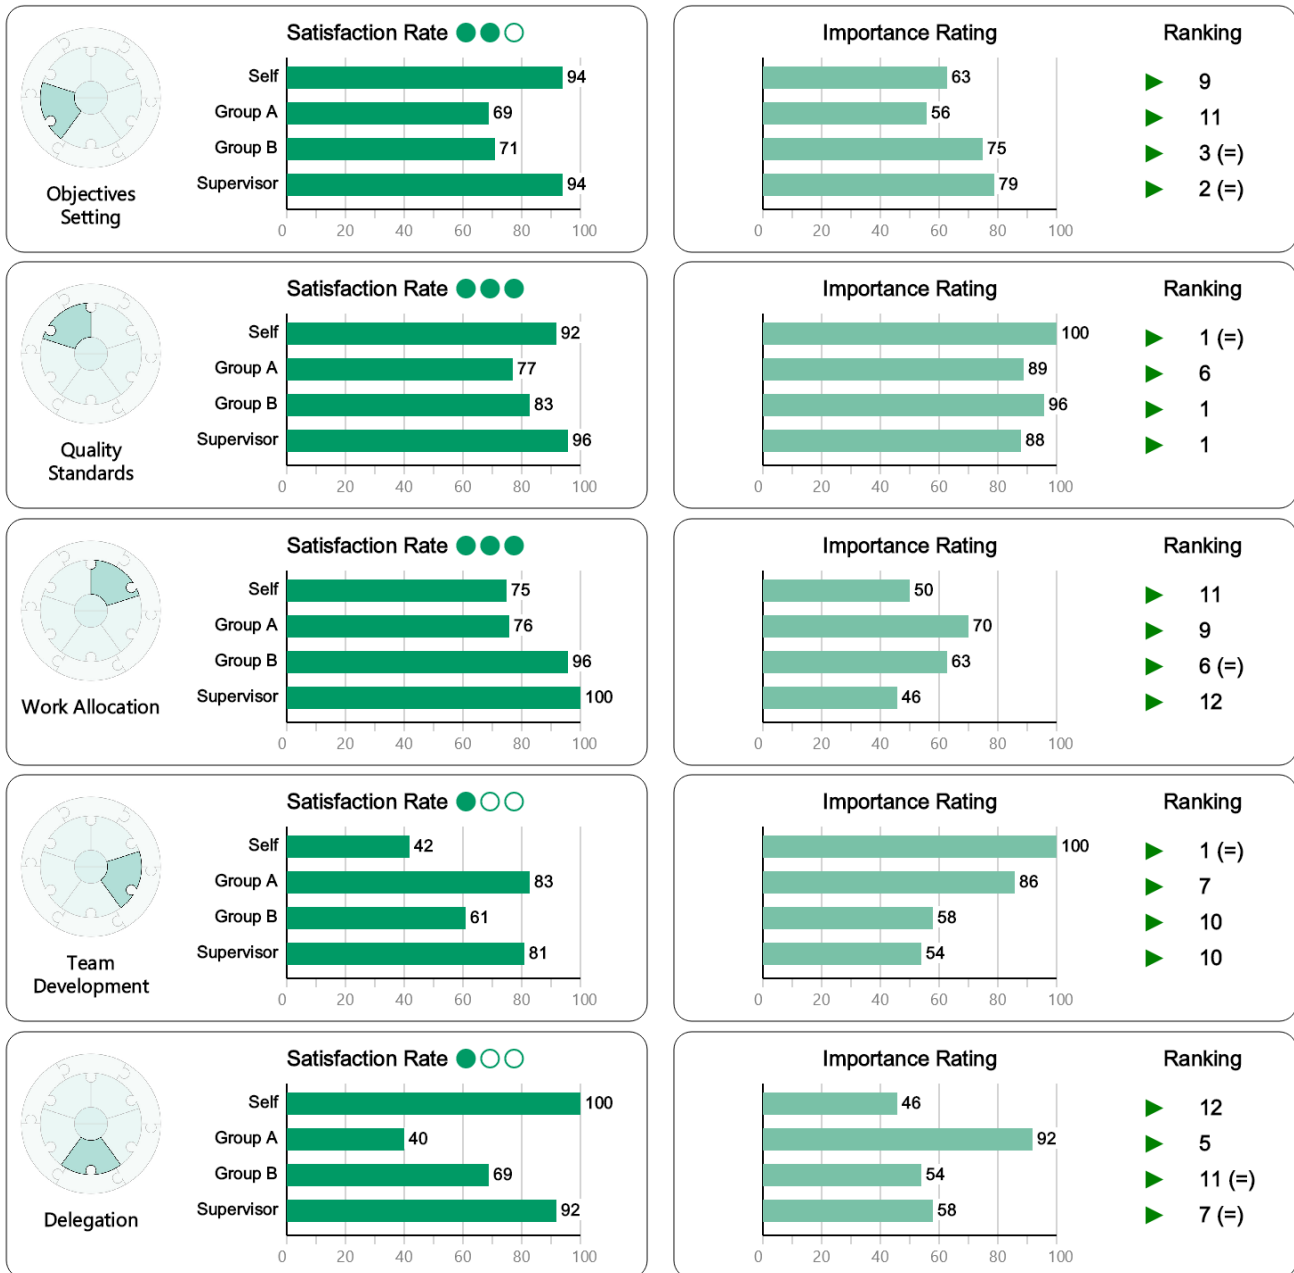 Satisfaction Rate
Importance Rating
Ranking
Self
94
63
9
Group A
69
56
11
Group B
71
75
3 (=)
Supervisor
94
79
2 (=)
Objectives
Setting
0 20 40 60 80 100
0 20 40 60 80 100
Satisfaction Rate
Importance Rating
Ranking
Self
92
100
1 (=)
Group A
77
89
6
Group B
83
96
1
Supervisor
96
88
1
Quality
Standards
0 20 40 60 80 100
0 20 40 60 80 100
Satisfaction Rate
Importance Rating
Ranking
Self
75
50
11
Group A
76
70
9
Group B
96
63
6 (=)
Supervisor
100
46
12
Work Allocation
0 20 40 60 80 100
0 20 40 60 80 100
Satisfaction Rate
Importance Rating
Ranking
Self
42
100
1 (=)
Group A
83
86
7
Group B
61
58
10
Supervisor
81
54
10
Team
Development
0 20 40 60 80 100
0 20 40 60 80 100
Satisfaction Rate
Importance Rating
Ranking
Self
100
46
12
Group A
40
92
5
Group B
69
54
11 (=)
Supervisor
92
58
7 (=)
Delegation
0 20 40 60 80 100
0 20 40 60 80 100